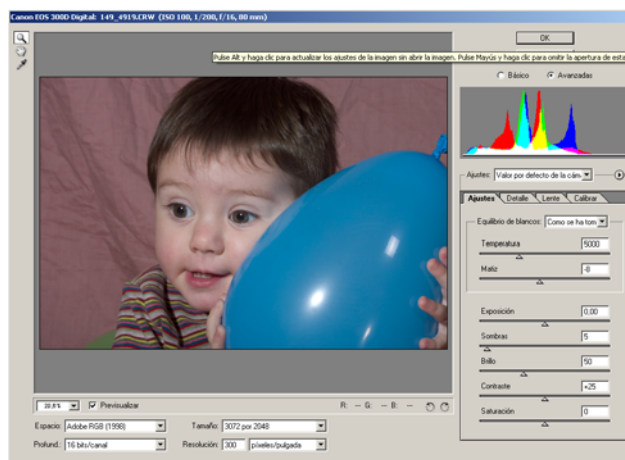 Canon EOS 300D Digital: 149_4919.CRW (ISO 100, 1/200, f/16, 80 mm)
OK
Pulse Alt y haga clic para actualizar los ajustes de la imagen sin abrir la imagen. Pulse Mayús y haga clic para omitir la apertura de esta
Básico Avanzadas
Ajustes: Valor por defecto de la cám
Ajustes Detalle Lente Calibrar
Equilibrio de blancos: Como se ha tom
Temperatura 5000
Matiz -8
Exposición 0,00
Sombras 5
Brillo 50
Contraste +25
Saturación 0
Previsualizar R: -- G: -- B: --
Espacio: Adobe RGB (1998) Tamaño: 3072 por 2048
Profund.: 16 bits/canal Resolución: 300 píxeles/pulgada